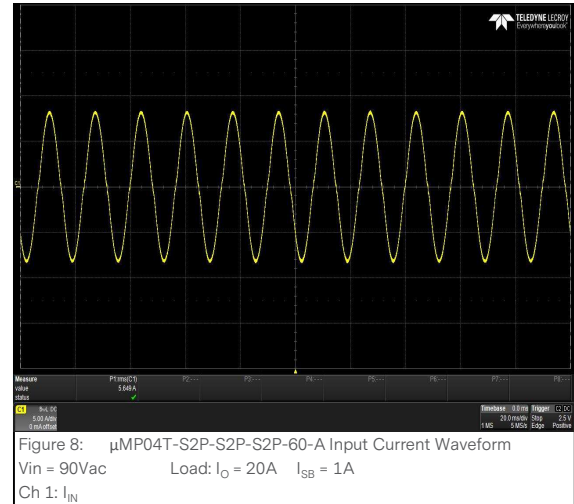 TELEDYNE LECROY
Everywhereyoulook
Measure P1:rms(C1) P2:--- P3:--- P4:--- P5:--- P6:--- P7:--- P8:---
value 5.649 A
status
C1 DC Timebase 0.0 ms Trigger C2 DC
5.00 A/div 20.0 ms/div Stop 2.5 V
0 mA offset 1 MS 5 MS/s Edge Positive
Figure 8: µMP04T-S2P-S2P-S2P-60-A Input Current Waveform
Vin = 90Vac Load: IO = 20A ISB = 1A
Ch 1: IIN